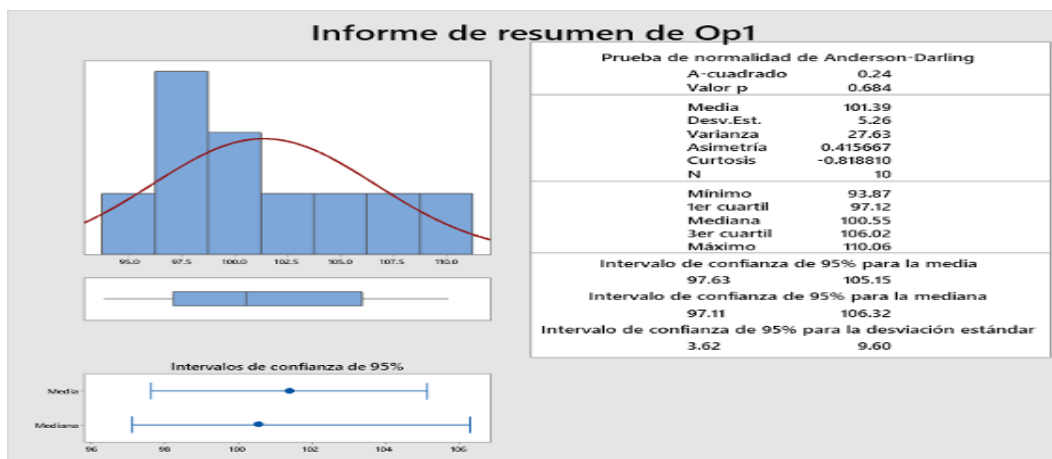 Informe de resumen de Op1
95.0 97.5 100.0 102.5 105.0 107.5 110.0
Intervalos de confianza de 95%
Media
Mediana
96 98 100 102 104 106
Prueba de normalidad de Anderson-Darling
A-cuadrado 0.24
Valor p 0.684
Media 101.39
Desv.Est. 5.26
Varianza 27.63
Asimetría 0.415667
Curtosis -0.818810
N 10
Mínimo 93.87
1er cuartil 97.12
Mediana 100.55
3er cuartil 106.02
Máximo 110.06
Intervalo de confianza de 95% para la media
97.63 105.15
Intervalo de confianza de 95% para la mediana
97.11 106.32
Intervalo de confianza de 95% para la desviación estándar
3.62 9.60